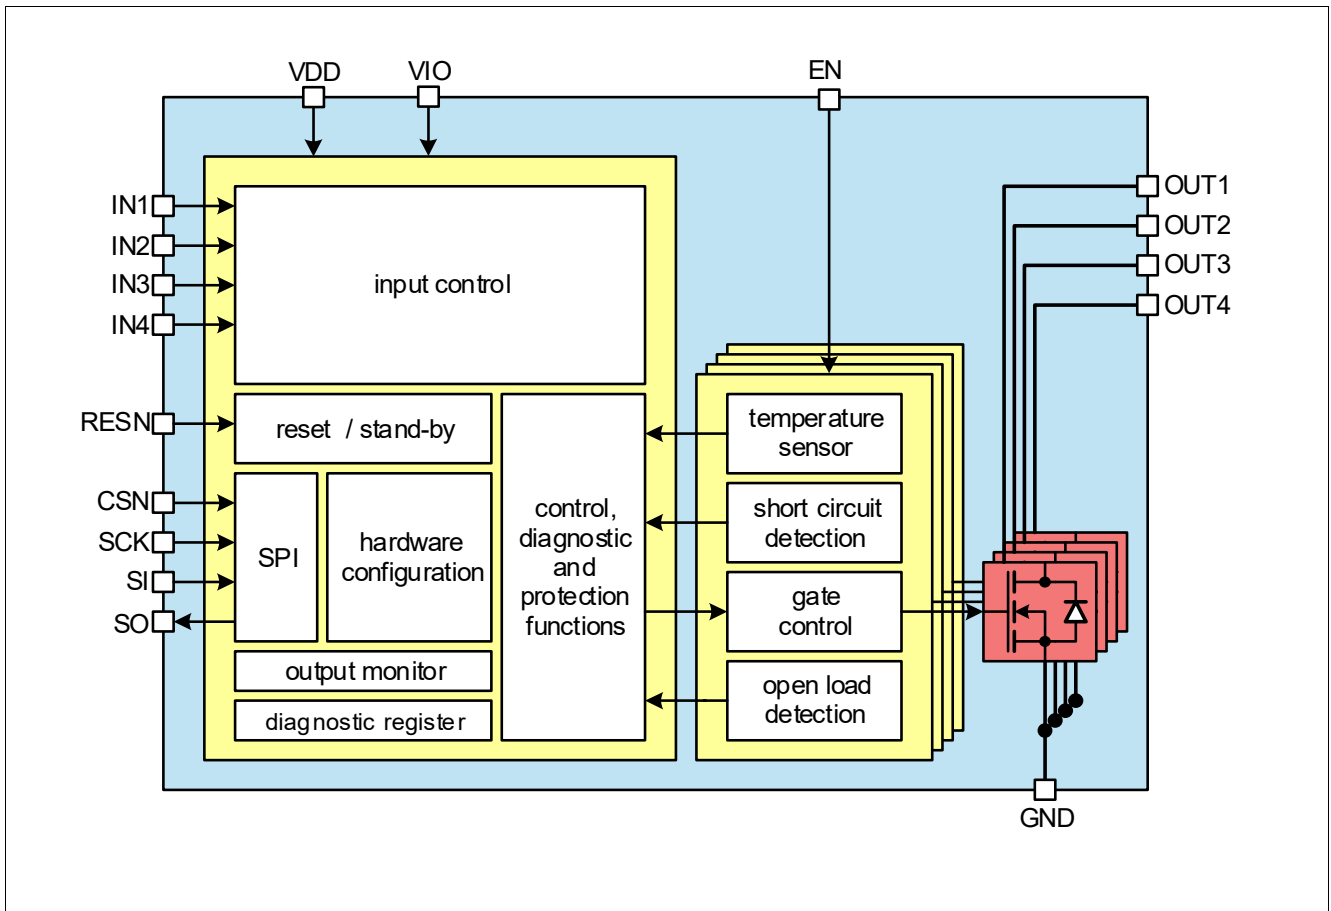 VDD
VIO
EN
IN1
IN2
IN3
IN4
input control
OUT1
OUT2
OUT3
OUT4
RESN
reset / stand-by
CSN
SCK
SI
SO
SPI
hardware
configuration
output monitor
diagnostic register
control,
diagnostic
and
protection
functions
temperature
sensor
short circuit
detection
gate
control
open load
detection
GND